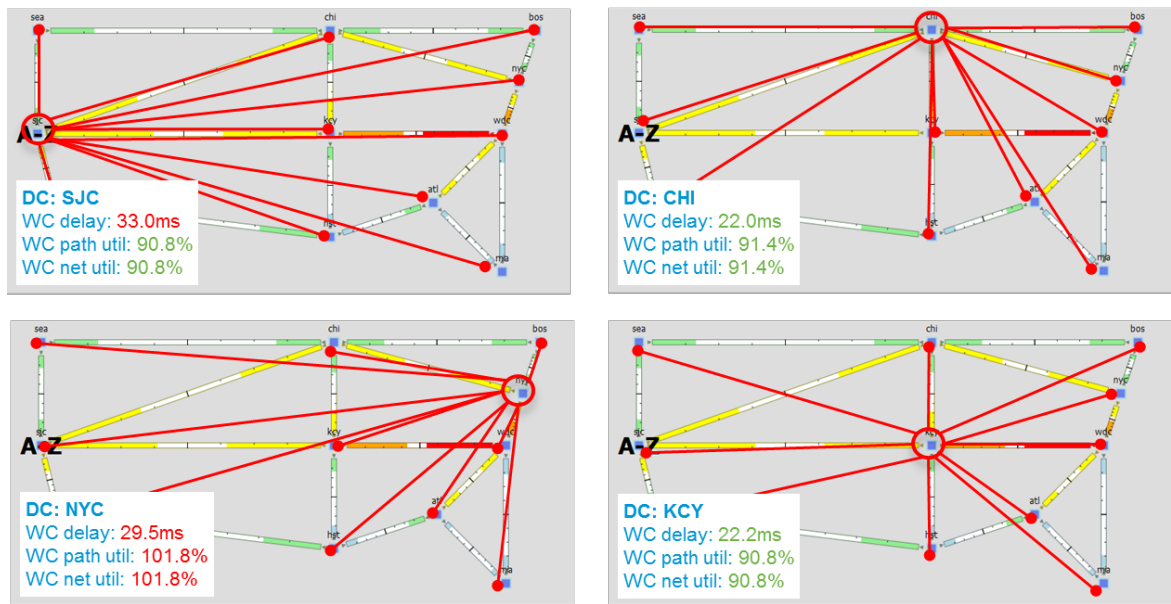 sea chi bos
nyc
sjc kcy wdc
A-Z
atl
hst
mia
DC: SJC
WC delay: 33.0ms
WC path util: 90.8%
WC net util: 90.8%
sea chi bos
nyc
sjc kcy wdc
A-Z
atl
hst
mia
DC: CHI
WC delay: 22.0ms
WC path util: 91.4%
WC net util: 91.4%
sea chi bos
nyc
sjc kcy wdc
A-Z
atl
hst
mia
DC: NYC
WC delay: 29.5ms
WC path util: 101.8%
WC net util: 101.8%
sea chi bos
nyc
sjc kcy wdc
A-Z
atl
hst
mia
DC: KCY
WC delay: 22.2ms
WC path util: 90.8%
WC net util: 90.8%